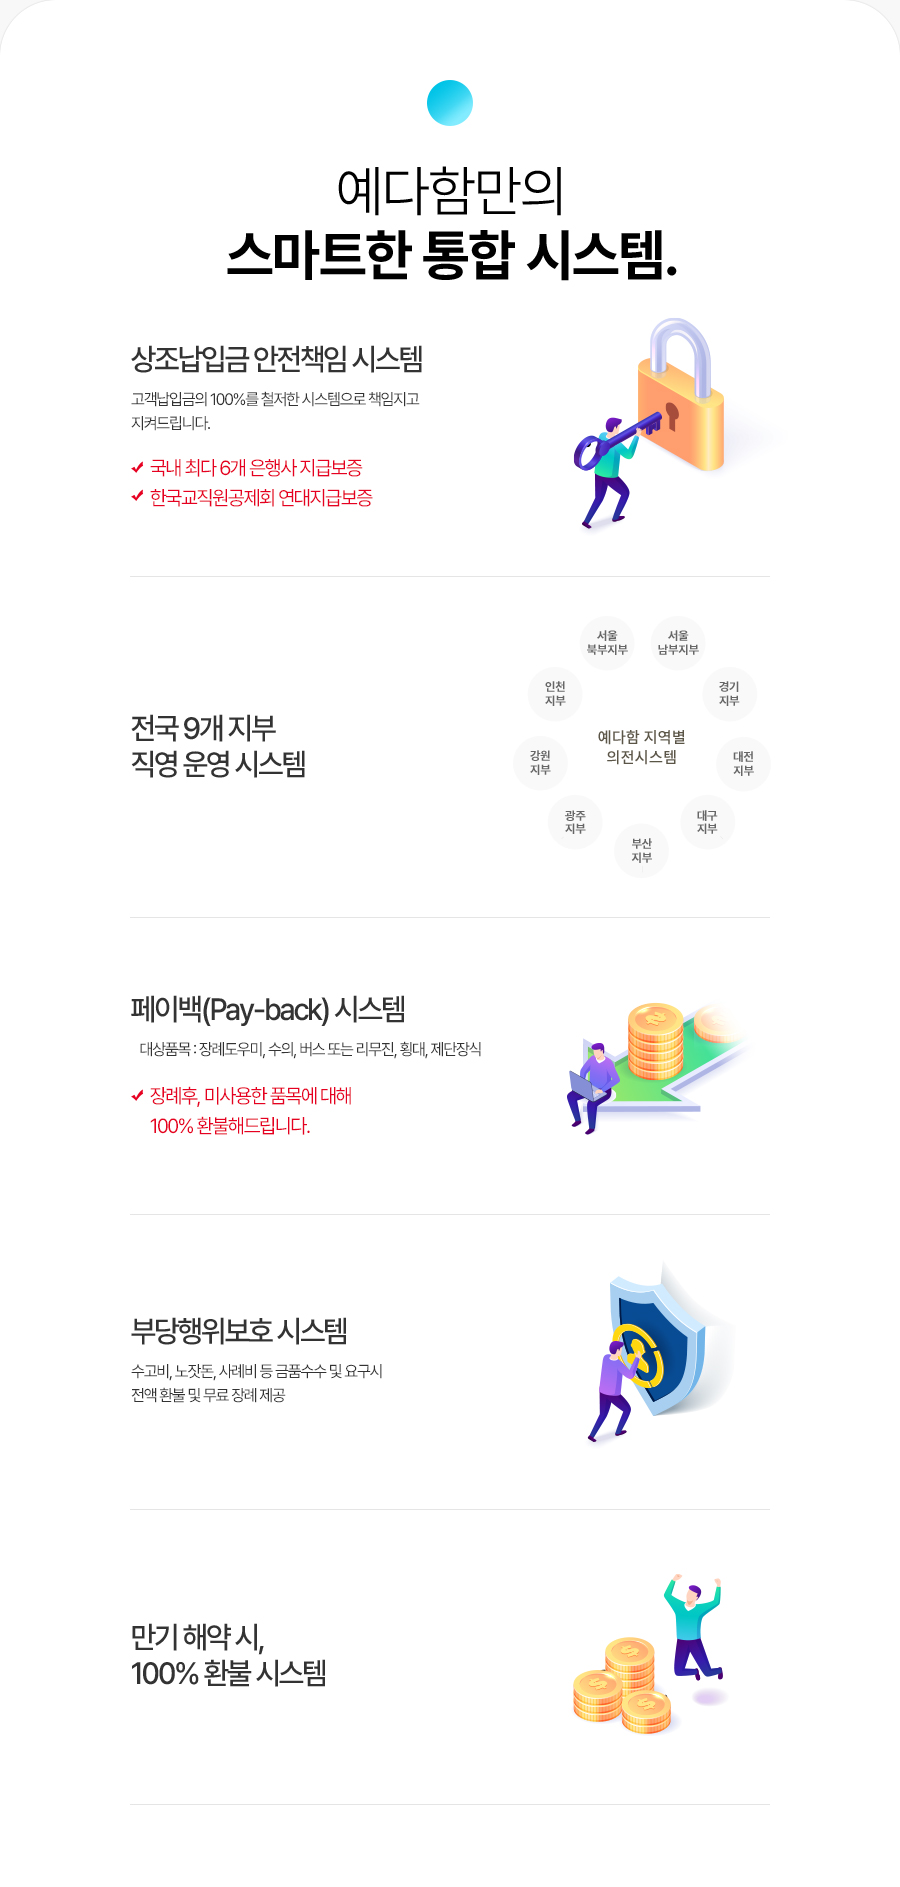 예다함만의
스마트한 통합 시스템.
상조납입금 안전책임 시스템
고객납입금의 100%를 철저한 시스템으로 책임지고
지켜드립니다.
국내 최다 6개 은행사 지급보증
한국교직원공제회 연대지급보증
전국 9개 지부
직영 운영 시스템
서울
북부지부
서울
남부지부
인천
지부
경기
지부
예다함 지역별
의전시스템
강원
지부
대전
지부
광주
지부
대구
지부
부산
지부
페이백(Pay-back) 시스템
대상품목 : 장례도우미, 수의, 버스 또는 리무진, 횡대, 제단장식
장례후, 미사용한 품목에 대해
100% 환불해드립니다.
부당행위보호 시스템
수고비, 노잣돈, 사례비 등 금품수수 및 요구시
전액 환불 및 무료 장례 제공
만기 해약 시,
100% 환불 시스템